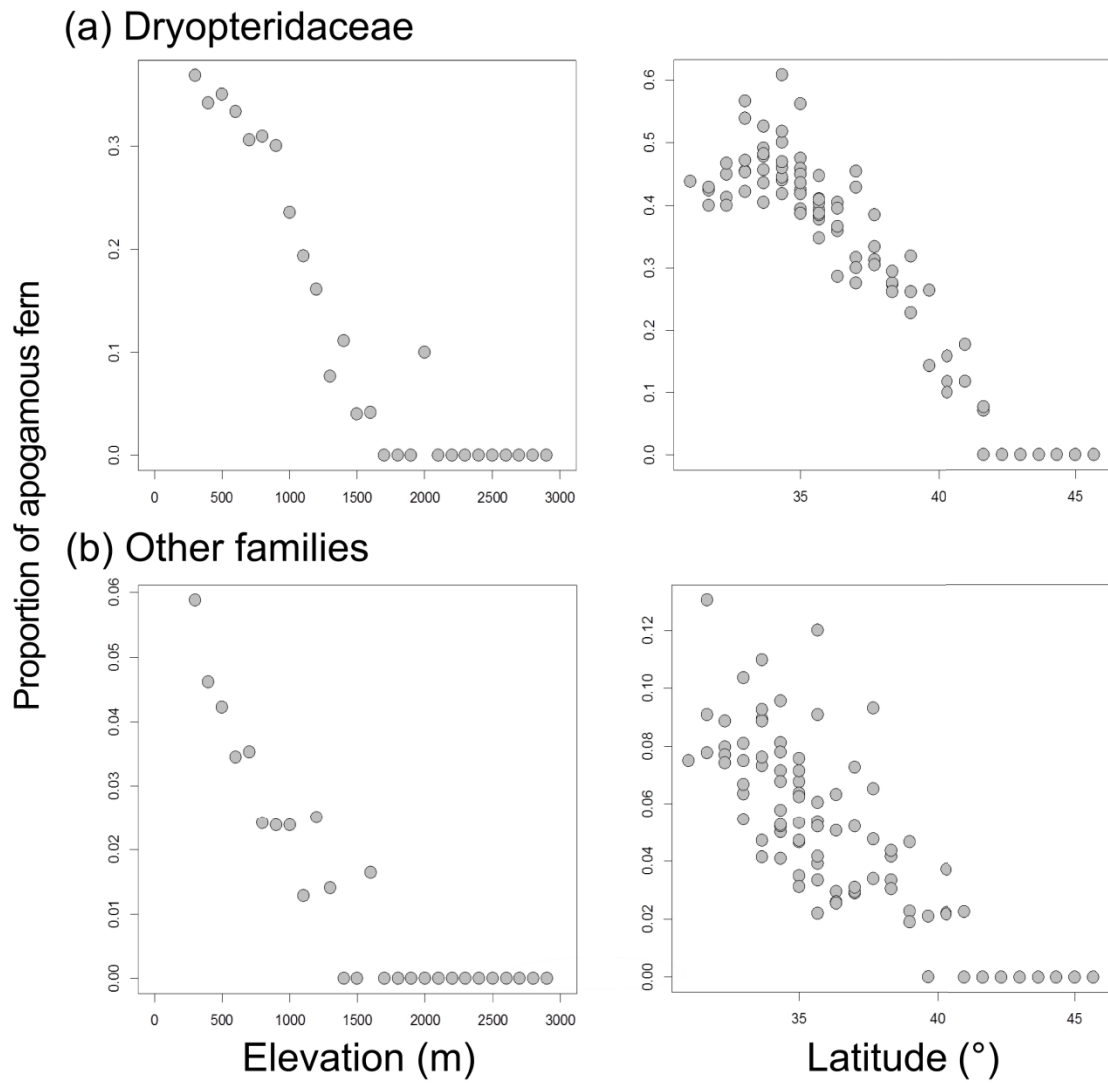 (a) Dryopteridaceae
Proportion of apogamous fern
0.0 0.1 0.2 0.3
0 500 1000 1500 2000 2500 3000
0.0 0.1 0.2 0.3 0.4 0.5 0.6
35 40 45
(b) Other families
0.00 0.01 0.02 0.03 0.04 0.05 0.06
0 500 1000 1500 2000 2500 3000
Elevation (m)
0.00 0.02 0.04 0.06 0.08 0.10 0.12
35 40 45
Latitude (°)